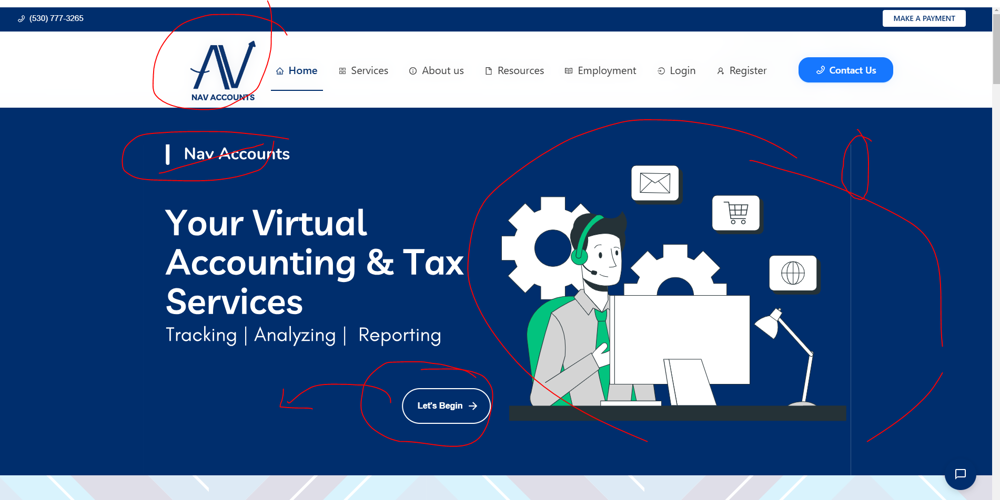 (530) 777-3265
MAKE A PAYMENT
NAV ACCOUNTS
Home
Services
About us
Resources
Employment
Login
Register
Contact Us
Nav Accounts
Your Virtual
Accounting & Tax
Services
Tracking | Analyzing | Reporting
Let's Begin